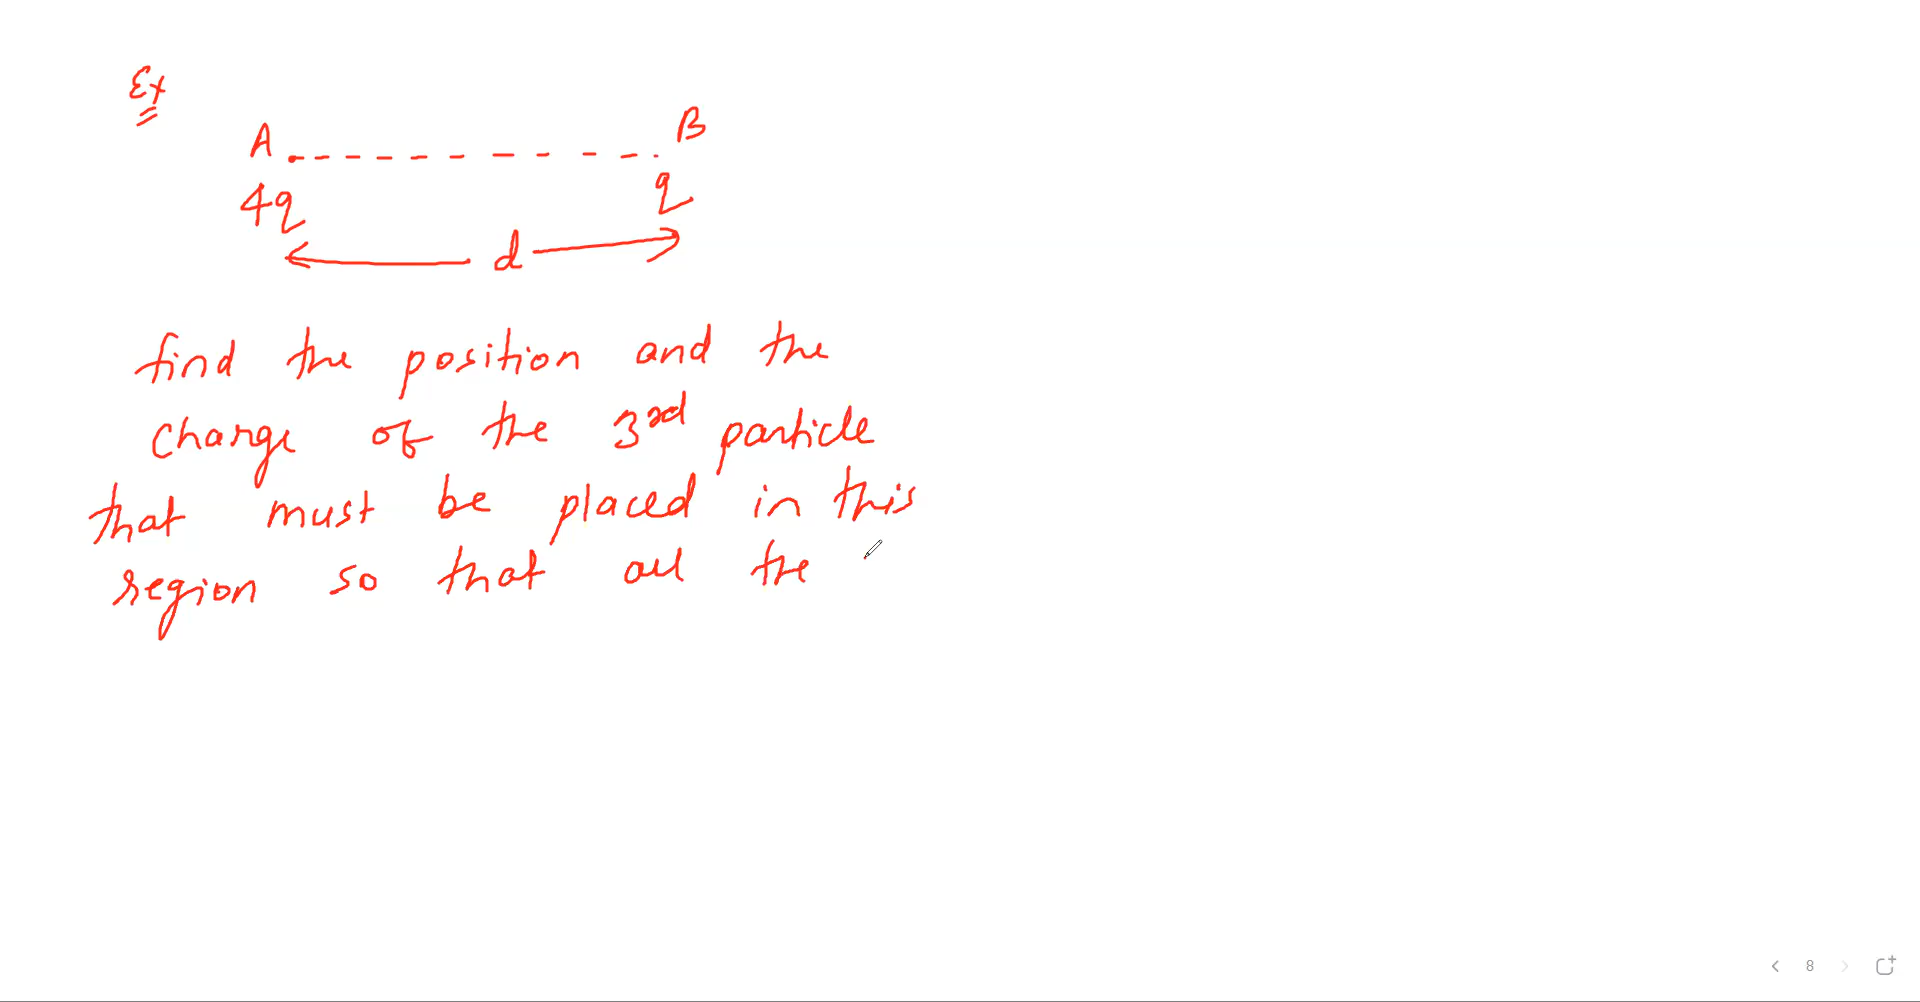 Ex
A B
4q q
d
find the position and the
charge of the 3rd particle
that must be placed in this
region so that all the
8